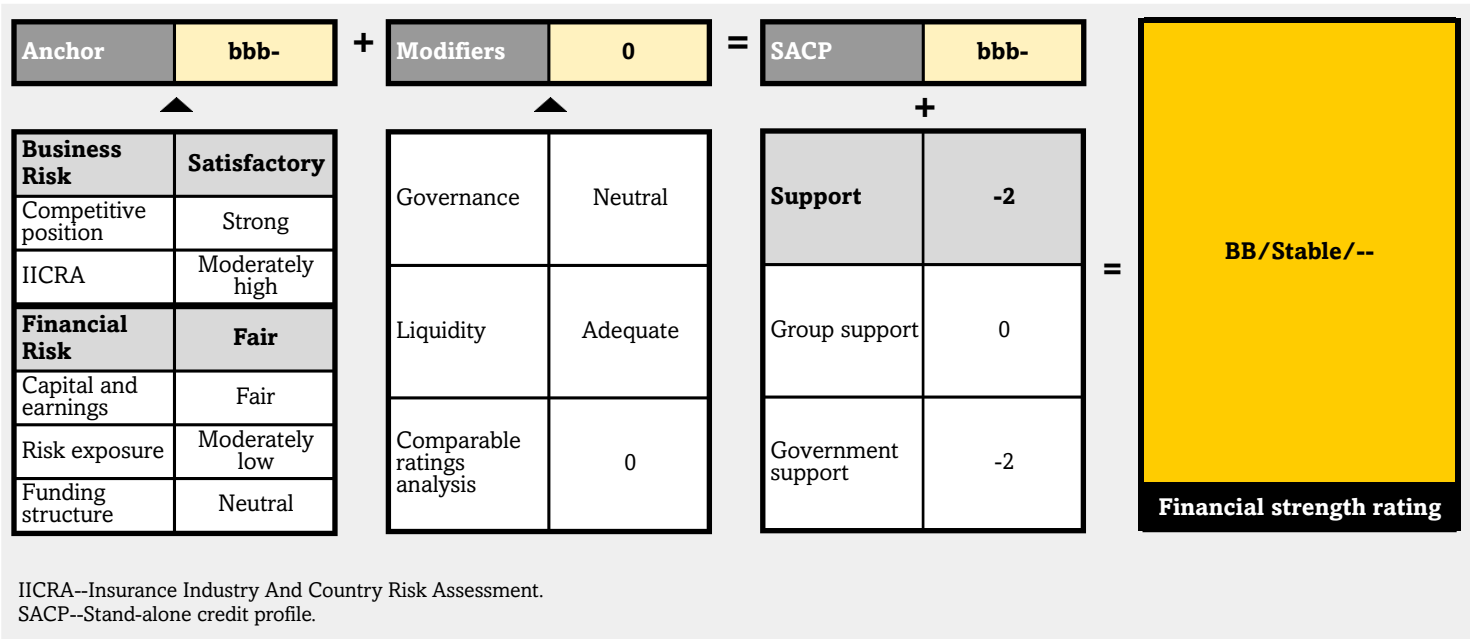 Anchor bbb- + Modifiers 0 = SACP bbb-
+
Business
Risk
Satisfactory
Competitive
position
Strong
IICRA
Moderately
high
Financial
Risk
Fair
Capital and
earnings
Fair
Risk exposure
Moderately
low
Funding
structure
Neutral
Governance
Neutral
Liquidity
Adequate
Comparable
ratings
analysis
0
Support
-2
Group support
0
Government
support
-2
=
BB/Stable/--
Financial strength rating
IICRA--Insurance Industry And Country Risk Assessment.
SACP--Stand-alone credit profile.